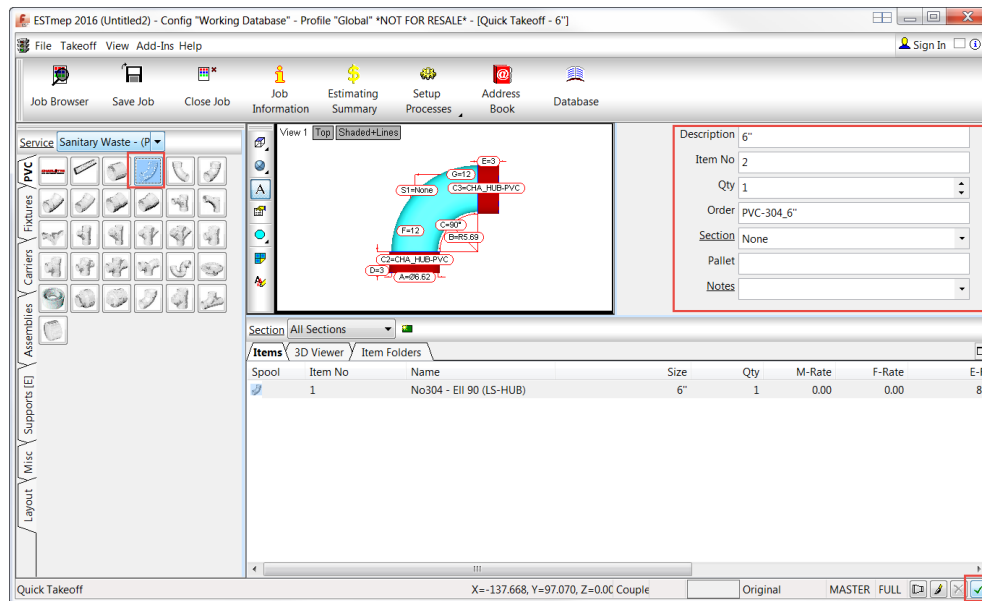 ESTmep 2016 (Untitled2) - Config "Working Database" - Profile "Global" *NOT FOR RESALE* - [Quick Takeoff - 6"]
File Takeoff View Add-Ins Help
Sign In
Job Browser
Save Job
Close Job
Job Information
Estimating Summary
Setup Processes
Address Book
Database
Service Sanitary Waste - (P
PVC
Fixtures
Carriers
Assemblies
Supports [E]
Misc
Layout
View 1 Top Shaded+Lines
E=3
G=12
S1=None
C3=CHA_HUB-PVC
F=12
C=90°
B=R5.69
C2=CHA_HUB-PVC
D=3
A=Ø6.62
Description 6"
Item No 2
Qty 1
Order PVC-304_6"
Section None
Pallet
Notes
Section All Sections
Items 3D Viewer Item Folders
Spool Item No Name Size Qty M-Rate F-Rate
1 No304 - Ell 90 (LS-HUB) 6" 1 0.00 0.00 8
Quick Takeoff
X=-137.668, Y=97.070, Z=0.00 Couple
Original
MASTER FULL